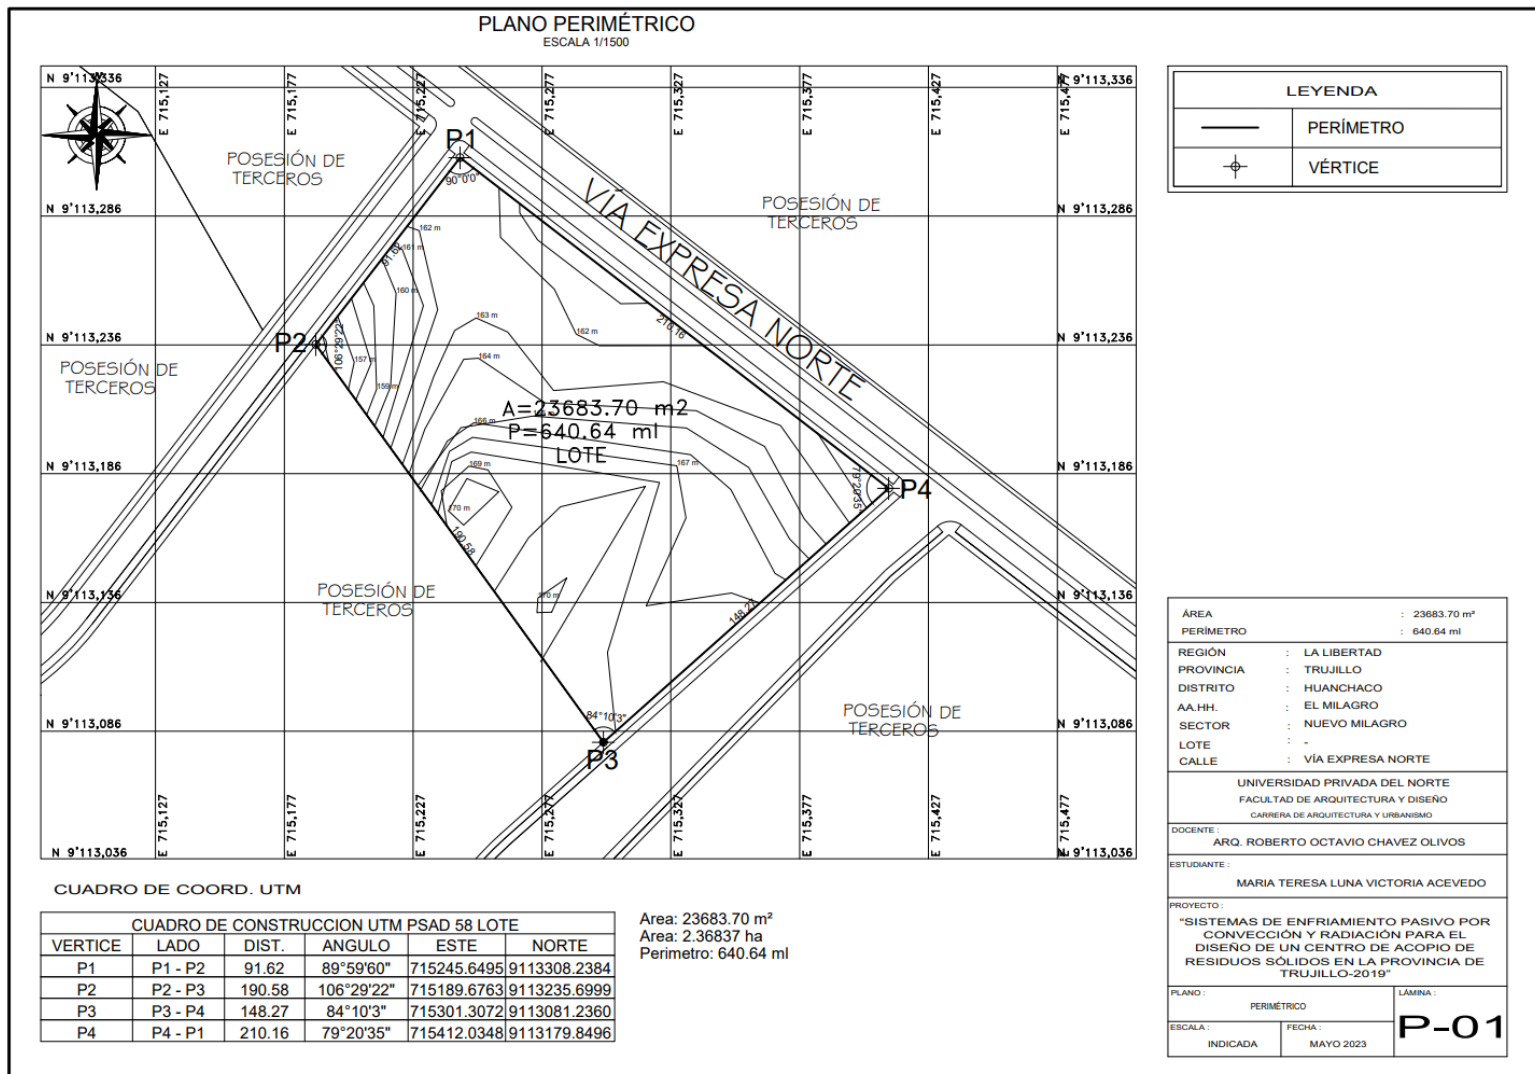 PLANO PERIMÉTRICO
ESCALA 1/1500
N 9'113,336
E 715,127
E 715,177
E 715,227
E 715,277
E 715,327
E 715,377
E 715,427
E 715,477
N 9'113,336
P1
90°0'0"
POSESIÓN DE
TERCEROS
POSESIÓN DE
TERCEROS
VÍA EXPRESA NORTE
N 9'113,286
N 9'113,286
162 m
161 m
91.62
160 m
163 m
162 m
210.16
N 9'113,236
P2
106°29'22"
N 9'113,236
157 m
164 m
159 m
POSESIÓN DE
TERCEROS
A=23683.70 m2
P=640.64 ml
LOTE
166 m
169 m
167 m
N 9'113,186
N 9'113,186
79°20'35"
P4
170 m
190.58
POSESIÓN DE
TERCEROS
170 m
148.27
N 9'113,136
N 9'113,136
84°10'3"
P3
POSESIÓN DE
TERCEROS
N 9'113,086
N 9'113,086
E 715,127
E 715,177
E 715,227
E 715,277
E 715,327
E 715,377
E 715,427
E 715,477
N 9'113,036
N 9'113,036
LEYENDA
PERÍMETRO
VÉRTICE
CUADRO DE COORD. UTM
CUADRO DE CONSTRUCCION UTM PSAD 58 LOTE
VERTICE LADO DIST. ANGULO ESTE NORTE
P1 P1 - P2 91.62 89°59'60" 715245.6495 9113308.2384
P2 P2 - P3 190.58 106°29'22" 715189.6763 9113235.6999
P3 P3 - P4 148.27 84°10'3" 715301.3072 9113081.2360
P4 P4 - P1 210.16 79°20'35" 715412.0348 9113179.8496
Area: 23683.70 m²
Area: 2.36837 ha
Perimetro: 640.64 ml
ÁREA : 23683.70 m²
PERÍMETRO : 640.64 ml
REGIÓN : LA LIBERTAD
PROVINCIA : TRUJILLO
DISTRITO : HUANCHACO
AA.HH. : EL MILAGRO
SECTOR : NUEVO MILAGRO
LOTE : -
CALLE : VÍA EXPRESA NORTE
UNIVERSIDAD PRIVADA DEL NORTE
FACULTAD DE ARQUITECTURA Y DISEÑO
CARRERA DE ARQUITECTURA Y URBANISMO
DOCENTE :
ARQ. ROBERTO OCTAVIO CHAVEZ OLIVOS
ESTUDIANTE :
MARIA TERESA LUNA VICTORIA ACEVEDO
PROYECTO :
"SISTEMAS DE ENFRIAMIENTO PASIVO POR
CONVECCIÓN Y RADIACIÓN PARA EL
DISEÑO DE UN CENTRO DE ACOPIO DE
RESIDUOS SÓLIDOS EN LA PROVINCIA DE
TRUJILLO-2019"
PLANO :
PERIMÉTRICO
LÁMINA :
P-01
ESCALA :
INDICADA
FECHA :
MAYO 2023